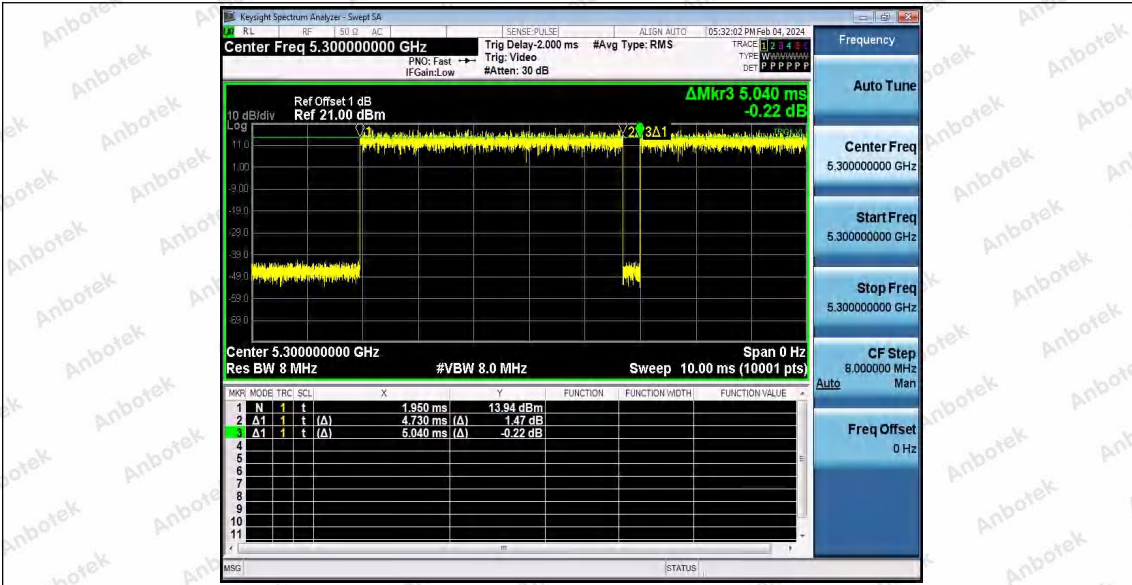 Keysight Spectrum Analyzer - Swept SA
RL RF 50 Ω AC SENSE:PULSE ALIGN AUTO 05:32:02 PM Feb 04, 2024
Center Freq 5.300000000 GHz
PNO: Fast
IFGain:Low
Trig Delay-2.000 ms
Trig: Video
#Atten: 30 dB
#Avg Type: RMS
TRACE 1 2 3 4 5 6
TYPE WWWWWW
DET P P P P P P
ΔMkr3 5.040 ms
-0.22 dB
Ref Offset 1 dB
10 dB/div Ref 21.00 dBm
Log
11.0
1.00
-9.00
-19.0
-29.0
-39.0
-49.0
-59.0
-69.0
1 2Δ1 3Δ1
Center 5.300000000 GHz Span 0 Hz
Res BW 8 MHz #VBW 8.0 MHz Sweep 10.00 ms (10001 pts)
MKR MODE TRC SCL X Y FUNCTION FUNCTION WIDTH FUNCTION VALUE
1 N 1 t 1.950 ms 13.94 dBm
2 Δ1 1 t (Δ) 4.730 ms (Δ) 1.47 dB
3 Δ1 1 t (Δ) 5.040 ms (Δ) -0.22 dB
4
5
6
7
8
9
10
11
MSG STATUS
Frequency
Auto Tune
Center Freq
5.300000000 GHz
Start Freq
5.300000000 GHz
Stop Freq
5.300000000 GHz
CF Step
8.000000 MHz
Auto Man
Freq Offset
0 Hz
Anbotek